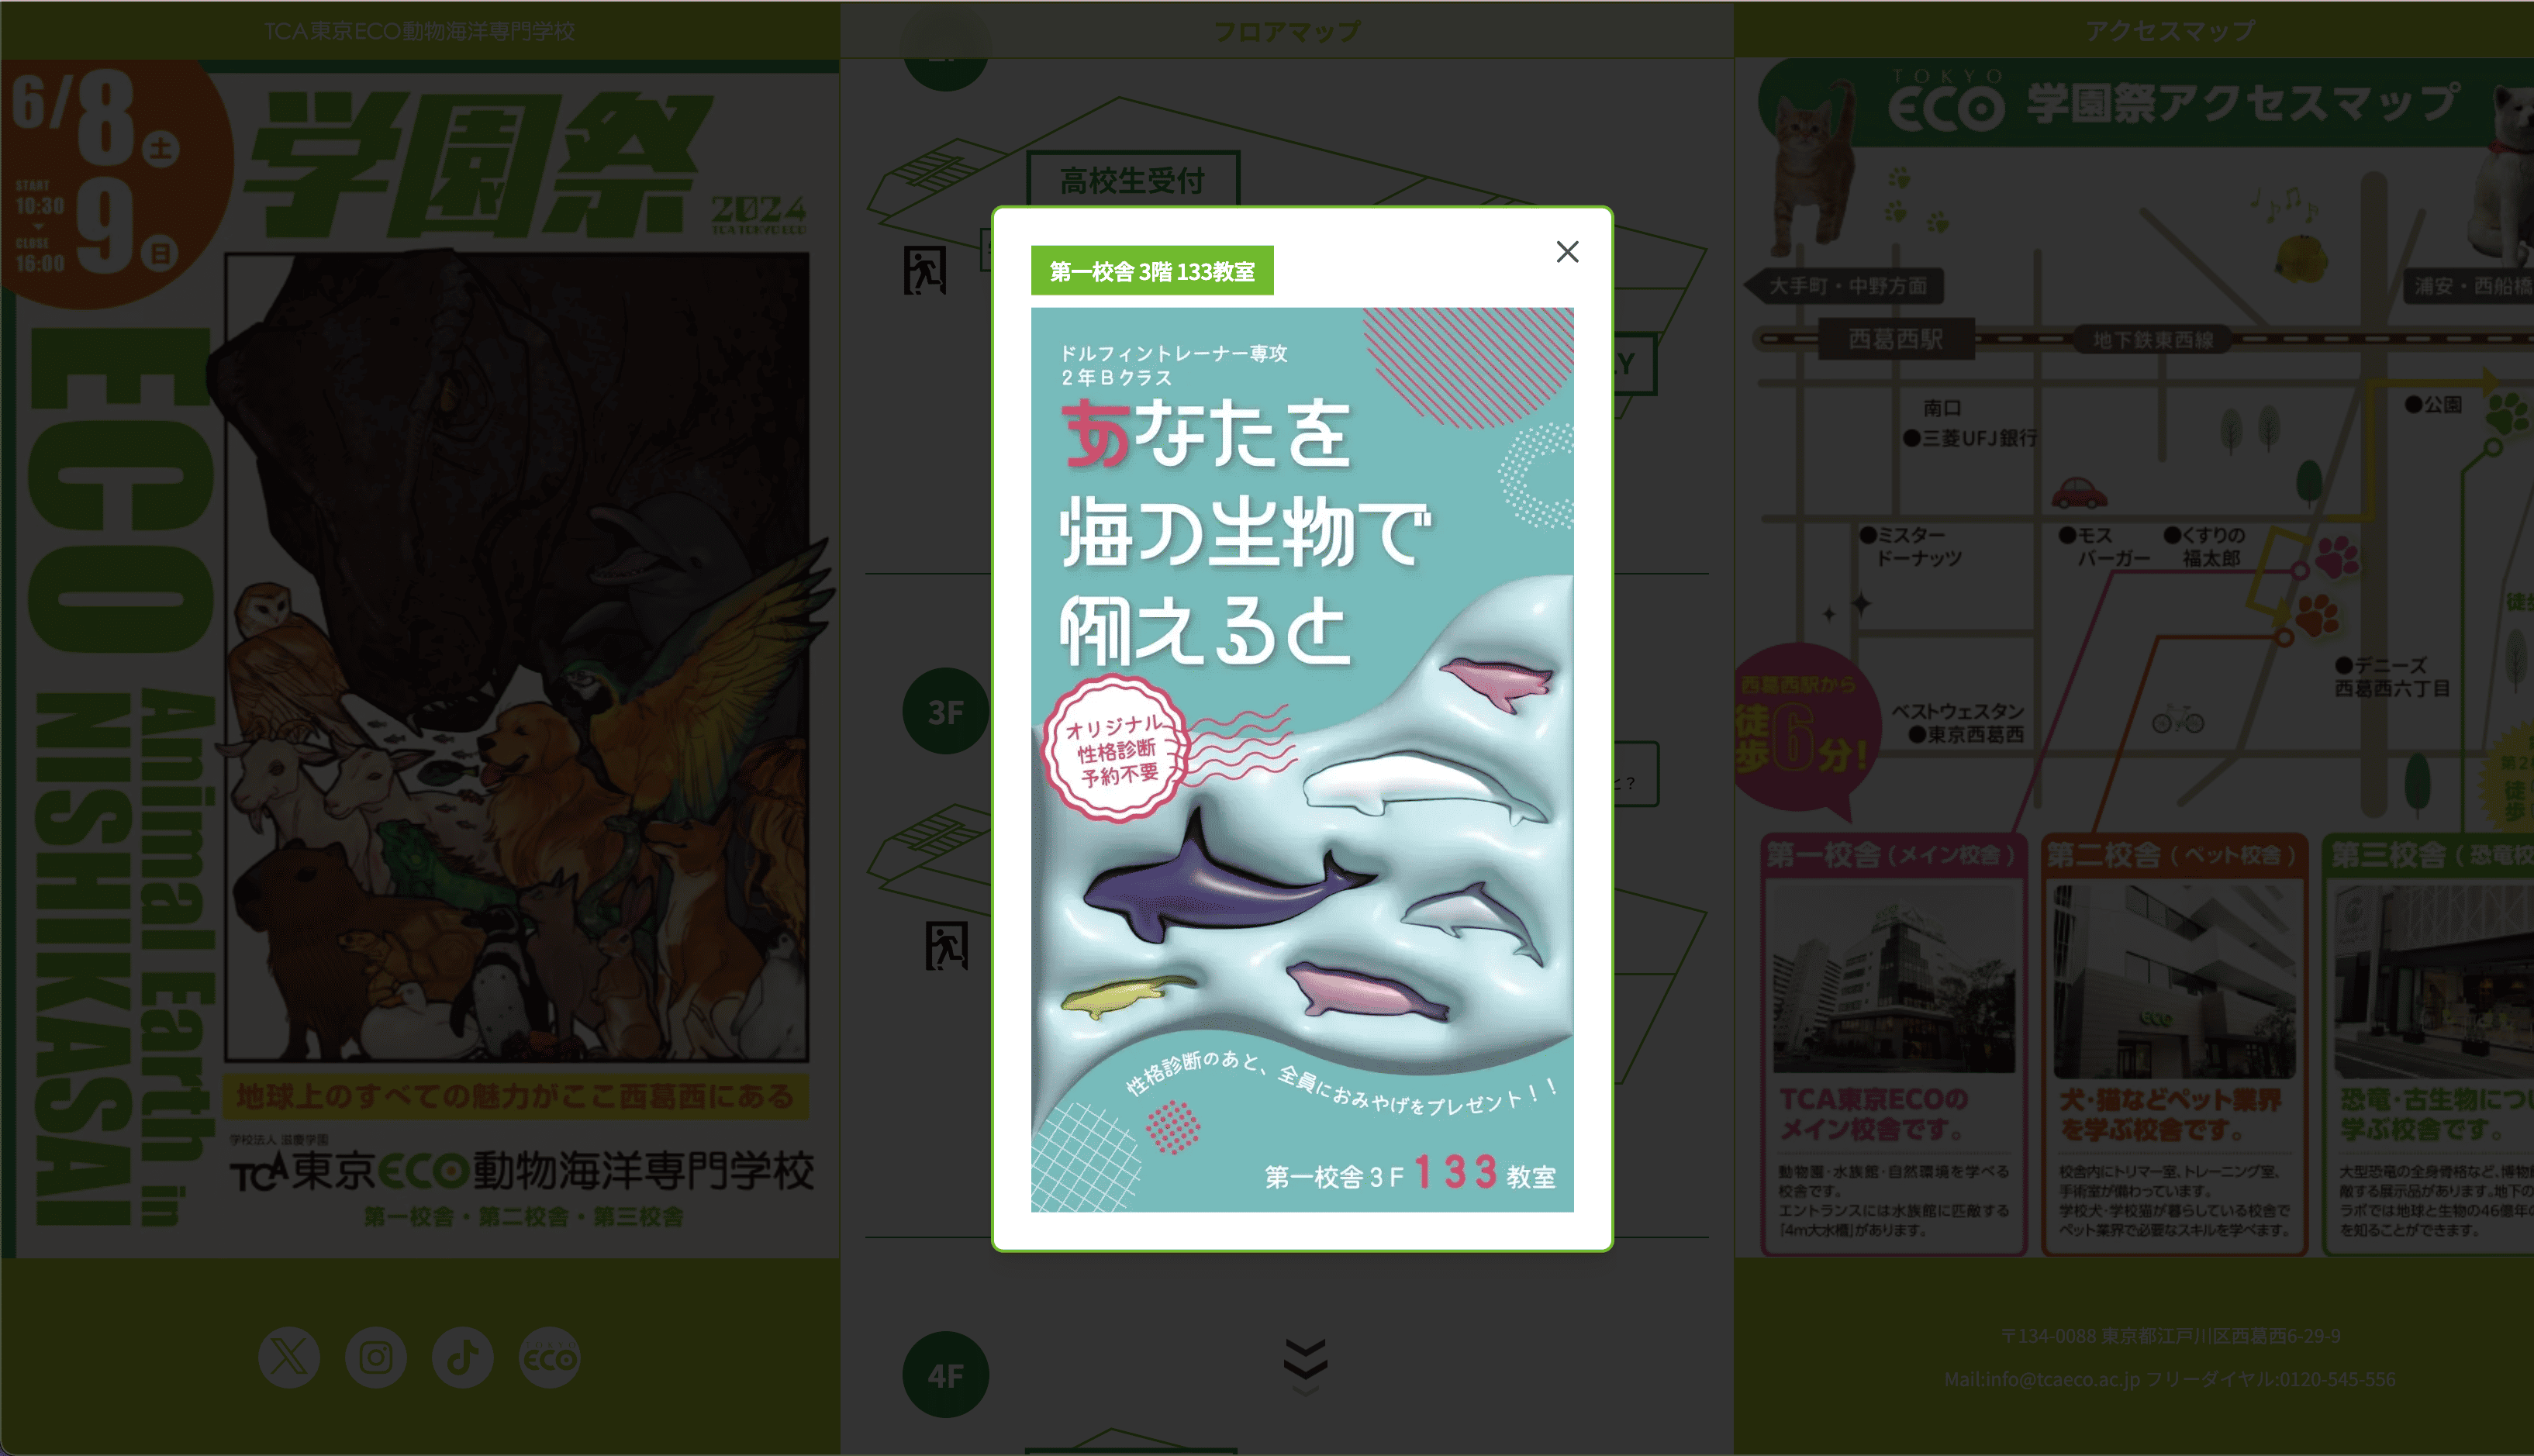 TCA東京ECO動物海洋専門学校
6/8土
START
10:30
CLOSE
16:00
9日
学園祭
2024
TCA TOKYO ECO
ECO
NISHIKASAI
Animal Earth in
地球上のすべての魅力がここ西葛西にある
学校法人 滋慶学園
TCA東京ECO動物海洋専門学校
第一校舎・第二校舎・第三校舎
TOKYO
ECO
フロアマップ
高校生受付
Y
3F
と?
4F
第一校舎 3階 133教室
ドルフィントレーナー専攻
2年Bクラス
あなたを
海の生物で
例えると
オリジナル
性格診断
予約不要
性格診断のあと、全員におみやげをプレゼント!!
第一校舎3F 133教室
アクセスマップ
TOKYO
ECO 学園祭アクセスマップ
大手町・中野方面
浦安・西船橋
西葛西駅
地下鉄東西線
南口
●三菱UFJ銀行
●公園
●ミスター
ドーナッツ
●モス
バーガー
●くすりの
福太郎
●デニーズ
西葛西六丁目
ベストウェスタン
●東京西葛西
西葛西駅から
徒歩6分!
第2
徒歩
第一校舎(メイン校舎)
TCA東京ECOの
メイン校舎です。
動物園・水族館・自然環境を学べる
校舎です。
エントランスには水族館に匹敵する
「4m大水槽」があります。
第二校舎(ペット校舎)
eco
犬・猫などペット業界
を学ぶ校舎です。
校舎内にトリマー室、トレーニング室、
手術室が備わっています。
学校犬・学校猫が暮らしている校舎で
ペット業界で必要なスキルを学べます。
第三校舎(恐竜校
恐竜・古生物につい
学ぶ校舎です。
大型恐竜の全身骨格など、博物館
敵する展示品があります。地下の
ラボでは地球と生物の46億年の
を知ることができます。
〒134-0088 東京都江戸川区西葛西6-29-9
Mail:info@tcaeco.ac.jp フリーダイヤル:0120-545-556